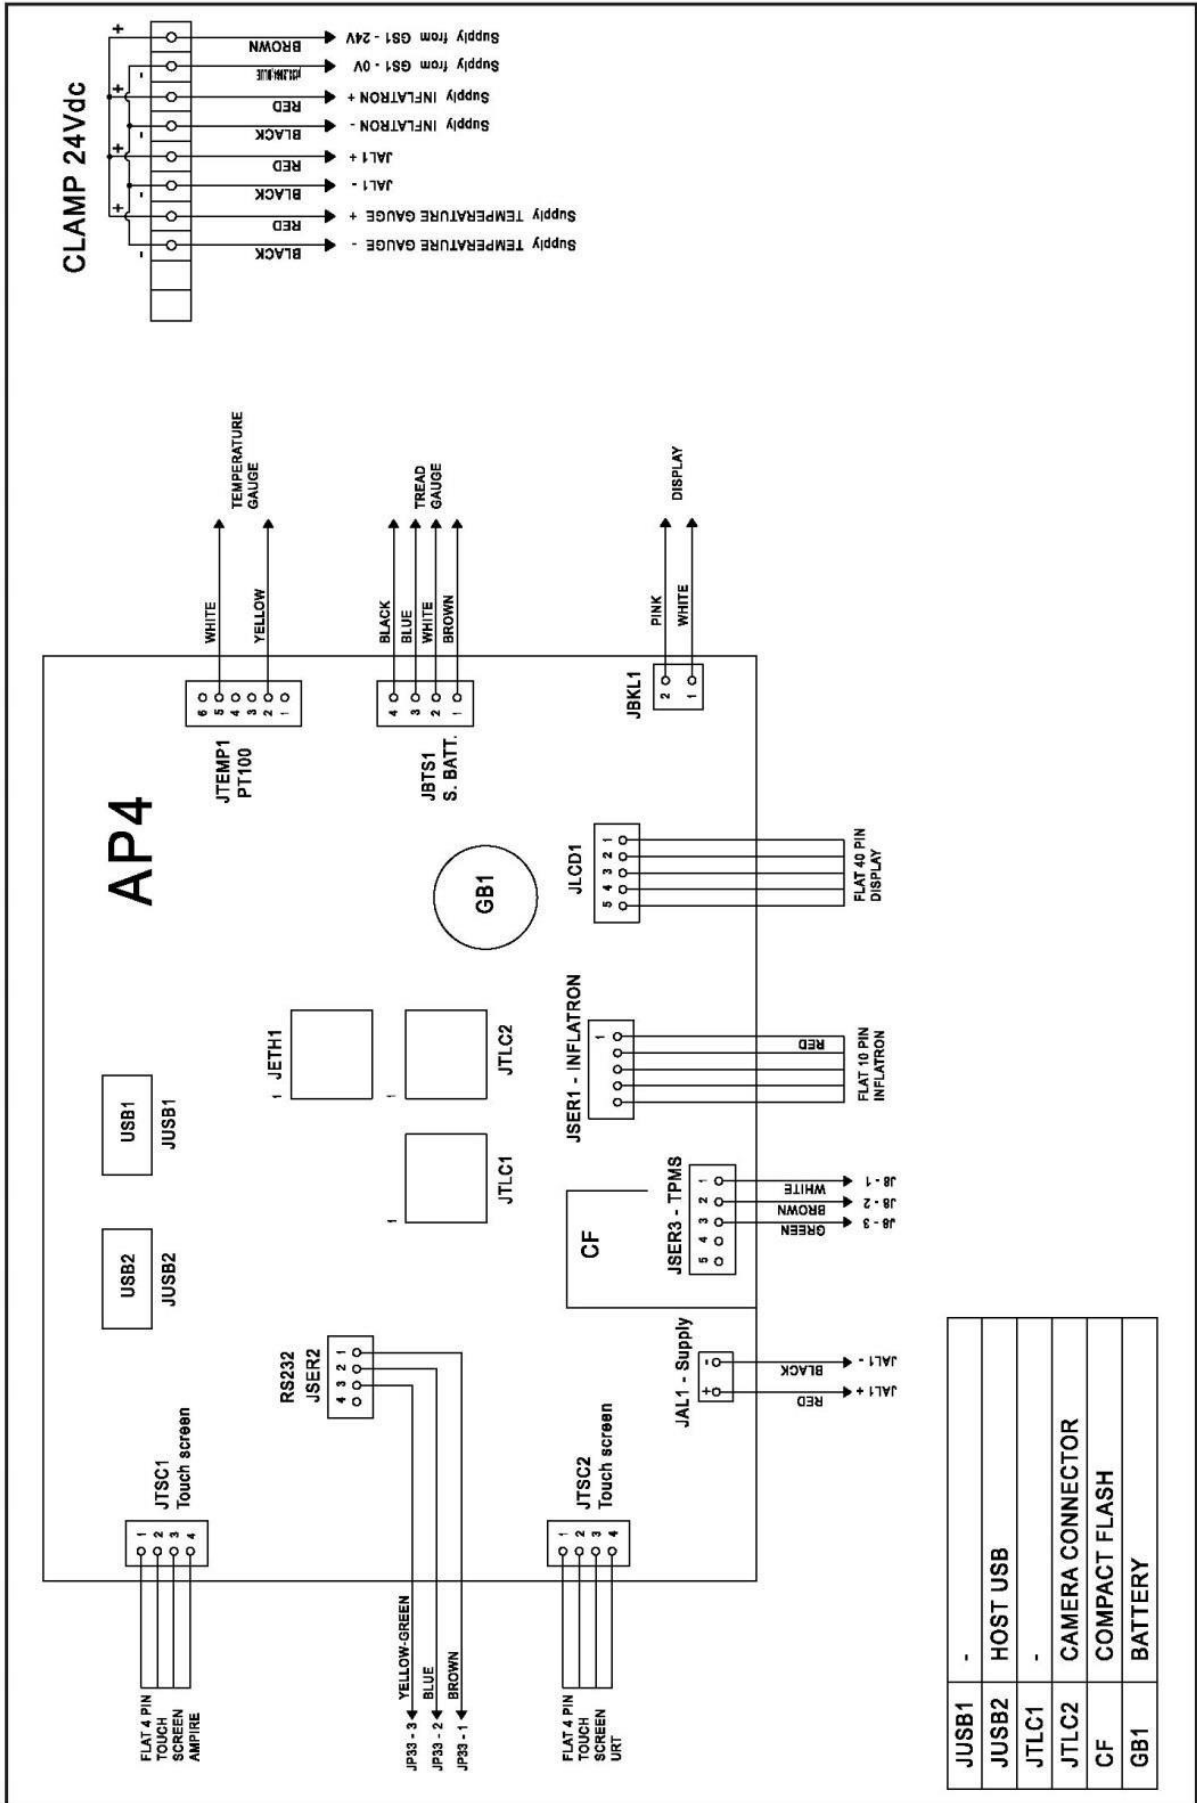 CLAMP 24Vdc
+
-
+
-
+
-
+
-
BROWN
RED
BLACK
RED
BLACK
RED
BLACK
Supply from GS1 - 24V
Supply from GS1 - 0V
Supply INFLATRON +
Supply INFLATRON -
JAL1 +
JAL1 -
Supply TEMPERATURE GAUGE +
Supply TEMPERATURE GAUGE -
AP4
TEMPERATURE
GAUGE
WHITE
YELLOW
6
5
4
3
2
1
JTEMP1
PT100
TREAD
GAUGE
BLACK
BLUE
WHITE
BROWN
4
3
2
1
JBTS1
S. BATT.
DISPLAY
PINK
WHITE
JBKL1
2
1
GB1
JLCD1
5 4 3 2 1
FLAT 40 PIN
DISPLAY
JETH1
1
JTLC2
1
JTLC1
1
USB1
JUSB1
USB2
JUSB2
JSER1 - INFLATRON
1
RED
FLAT 10 PIN
INFLATRON
CF
JSER3 - TPMS
5 4 3 2 1
WHITE
BROWN
GREEN
J8 - 1
J8 - 2
J8 - 3
JAL1 - Supply
+ -
BLACK
RED
JAL1 -
JAL1 +
RS232
JSER2
4 3 2 1
YELLOW-GREEN
BLUE
BROWN
JP33 - 3
JP33 - 2
JP33 - 1
JTSC1
Touch screen
1
2
3
4
FLAT 4 PIN
TOUCH
SCREEN
AMPIRE
JTSC2
Touch screen
1
2
3
4
FLAT 4 PIN
TOUCH
SCREEN
URT
JUSB1 -
JUSB2 HOST USB
JTLC1 -
JTLC2 CAMERA CONNECTOR
CF COMPACT FLASH
GB1 BATTERY